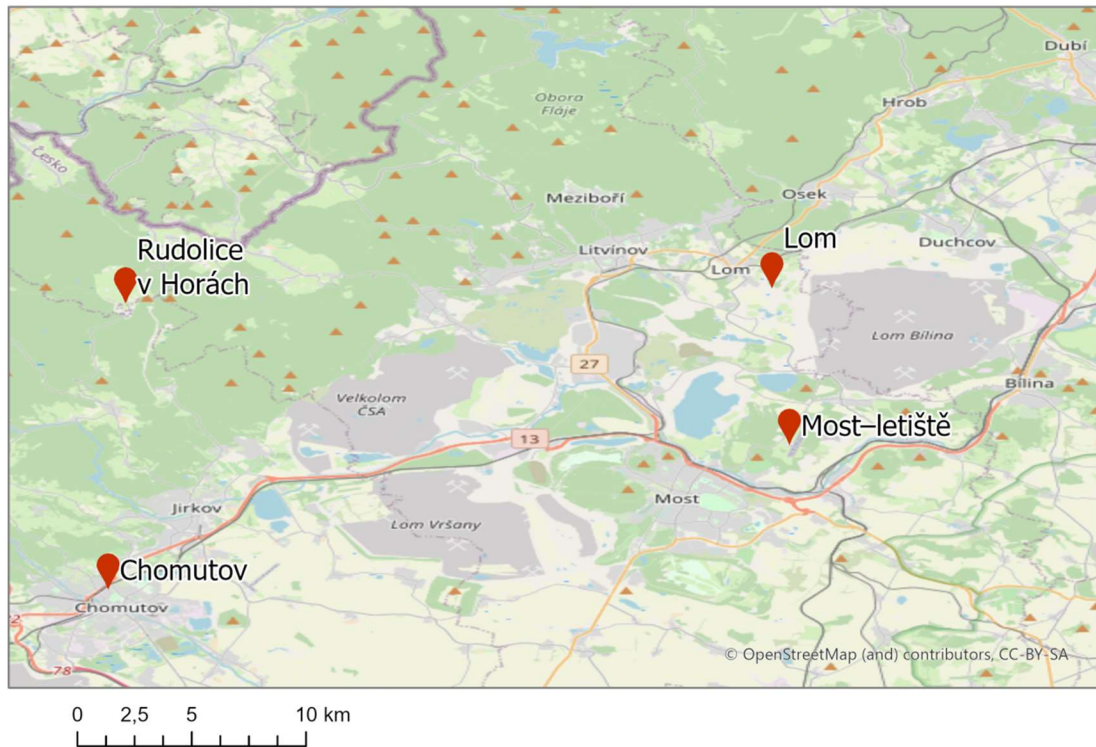 Dubí
Hrob
Obora
Fláje
Česko
Meziboří
Osek
Rudolice
v Horách
Litvínov
Lom
Lom
Duchcov
Lom Bílina
27
Bílina
Velkolom
ČSA
13
Most–letiště
Most
Jirkov
Lom Vršany
Chomutov
Chomutov
2
78
© OpenStreetMap (and) contributors, CC-BY-SA
0 2,5 5 10 km